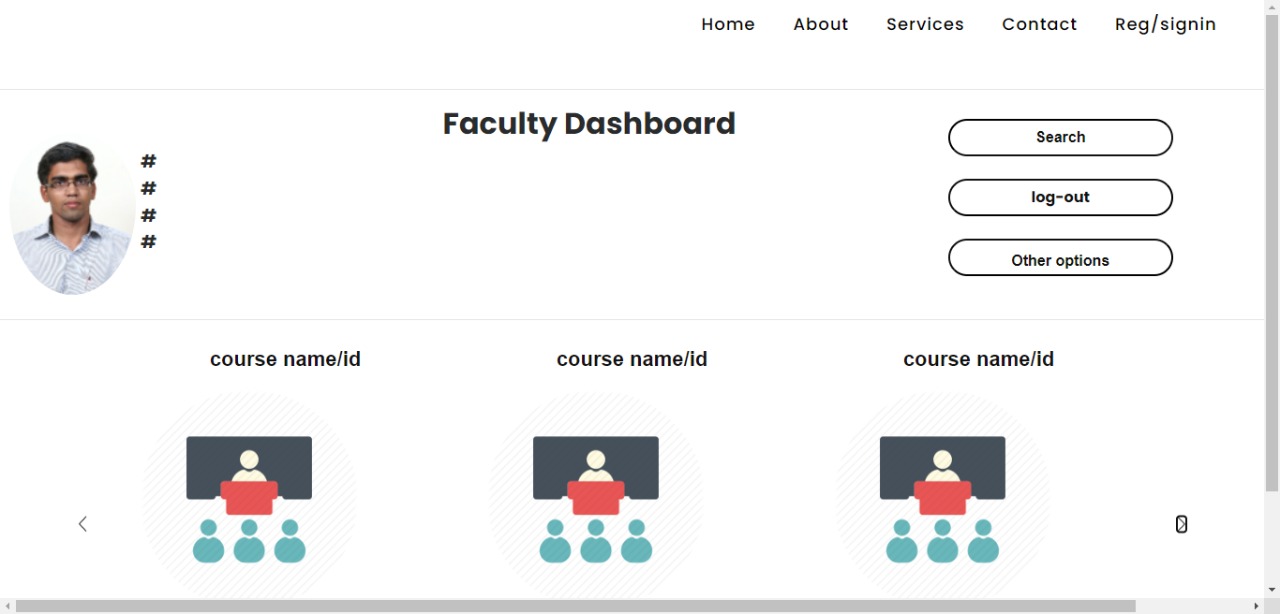 Home About Services Contact Reg/signin
Faculty Dashboard
#
#
#
#
Search
log-out
Other options
course name/id course name/id course name/id